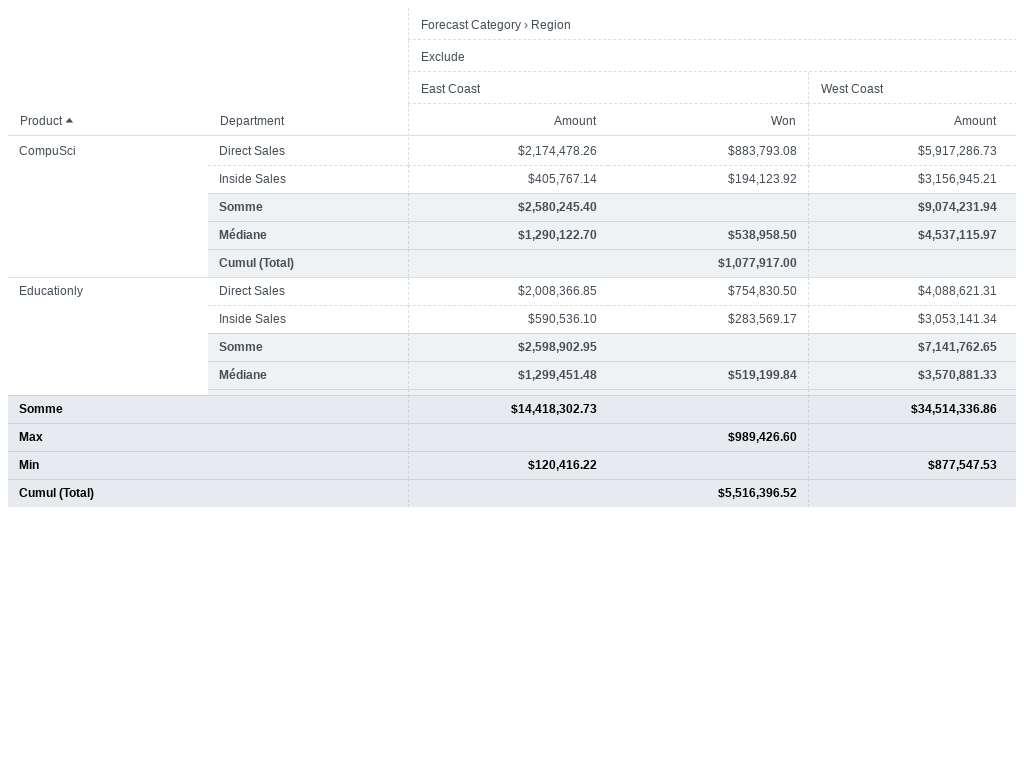 Forecast Category › Region
Exclude
East Coast West Coast
Product Department Amount Won Amount
CompuSci Direct Sales $2,174,478.26 $883,793.08 $5,917,286.73
Inside Sales $405,767.14 $194,123.92 $3,156,945.21
Somme $2,580,245.40 $9,074,231.94
Médiane $1,290,122.70 $538,958.50 $4,537,115.97
Cumul (Total) $1,077,917.00
Educationly Direct Sales $2,008,366.85 $754,830.50 $4,088,621.31
Inside Sales $590,536.10 $283,569.17 $3,053,141.34
Somme $2,598,902.95 $7,141,762.65
Médiane $1,299,451.48 $519,199.84 $3,570,881.33
Somme $14,418,302.73 $34,514,336.86
Max $989,426.60
Min $120,416.22 $877,547.53
Cumul (Total) $5,516,396.52